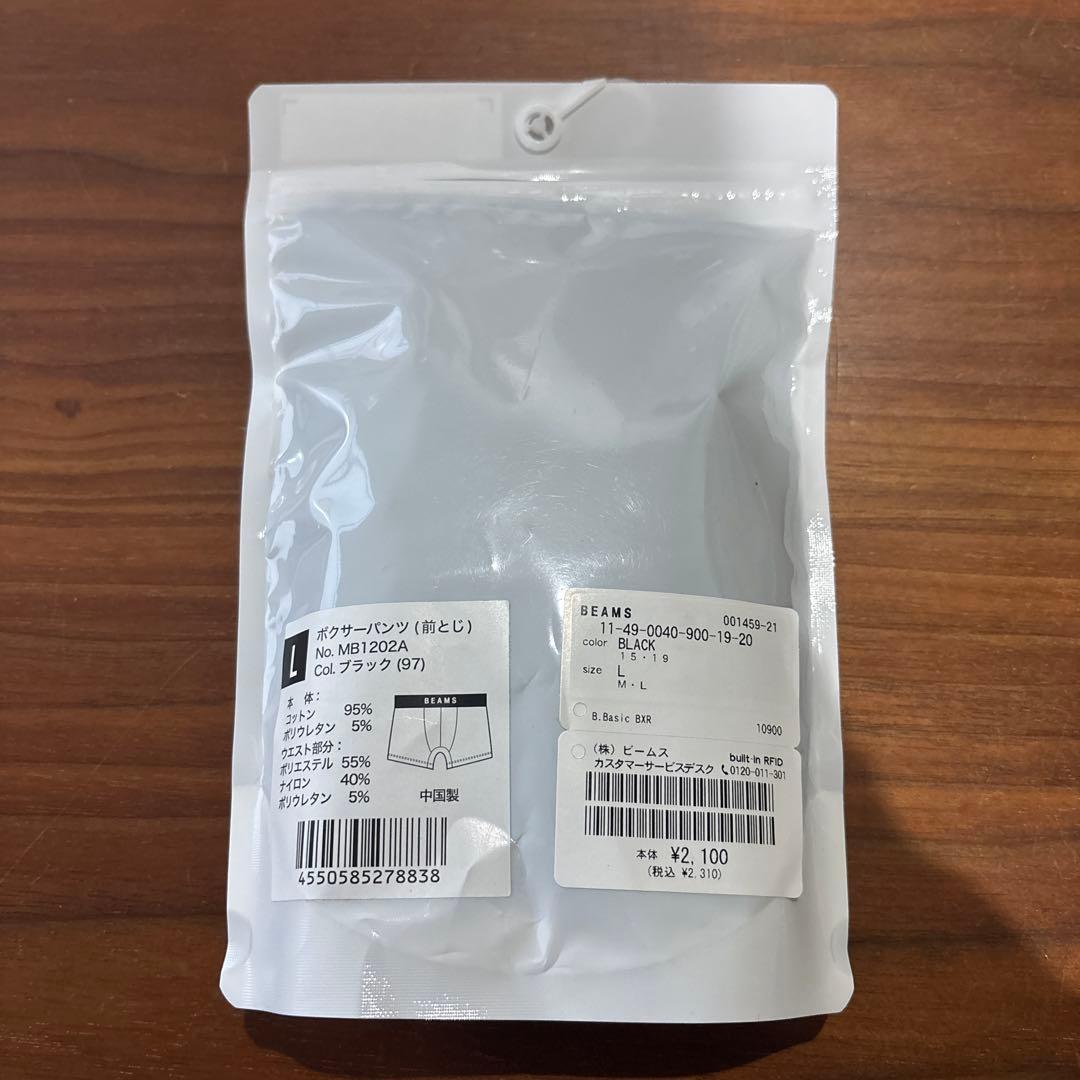 L
ボクサーパンツ (前とじ)
No. MB1202A
Col. ブラック (97)
本 体:
コットン 95%
ポリウレタン 5%
ウエスト部分:
ポリエステル 55%
ナイロン 40%
ポリウレタン 5%
BEAMS
中国製
4550585278838
BEAMS 001459-21
11-49-0040-900-19-20
color BLACK
15・19
size L
M・L
B.Basic BXR 10900
(株) ビームス built-in RFID
カスタマーサービスデスク 0120-011-301
本体 ¥2,100
(税込 ¥2,310)